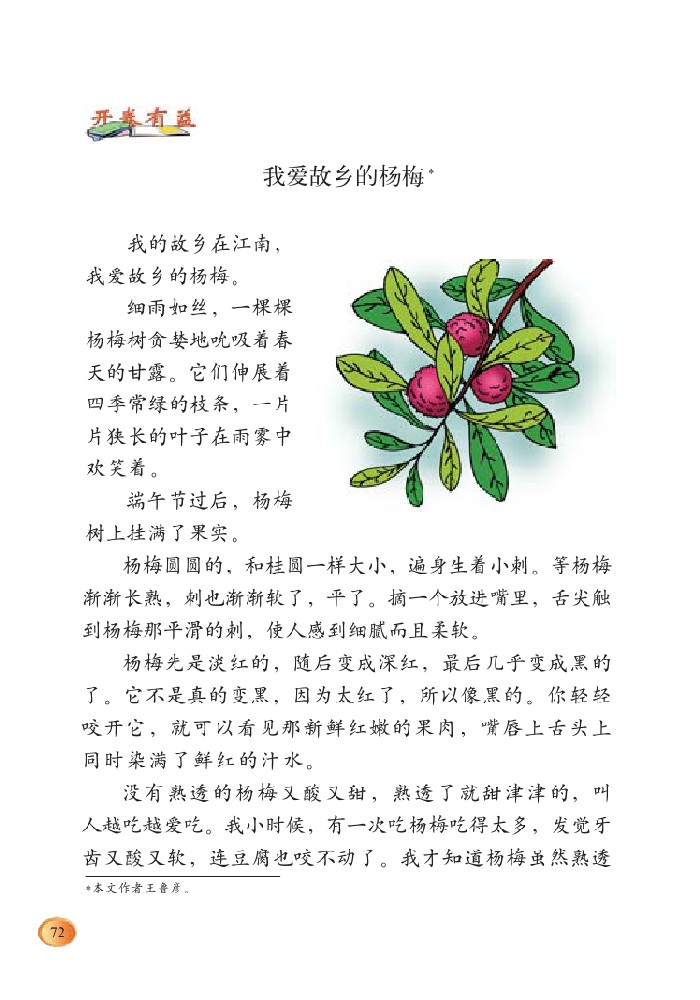 开卷有益
我爱故乡的杨梅*
我的故乡在江南，
我爱故乡的杨梅。
细雨如丝，一棵棵
杨梅树贪婪地吮吸着春
天的甘露。它们伸展着
四季常绿的枝条，一片
片狭长的叶子在雨雾中
欢笑着。
端午节过后，杨梅
树上挂满了果实。
杨梅圆圆的，和桂圆一样大小，遍身生着小刺。等杨梅
渐渐长熟，刺也渐渐软了，平了。摘一个放进嘴里，舌尖触
到杨梅那平滑的刺，使人感到细腻而且柔软。
杨梅先是淡红的，随后变成深红，最后几乎变成黑的
了。它不是真的变黑，因为太红了，所以像黑的。你轻轻
咬开它，就可以看见那新鲜红嫩的果肉，嘴唇上舌头上
同时染满了鲜红的汁水。
没有熟透的杨梅又酸又甜，熟透了就甜津津的，叫
人越吃越爱吃。我小时候，有一次吃杨梅吃得太多，发觉牙
齿又酸又软，连豆腐也咬不动了。我才知道杨梅虽然熟透
*本文作者王鲁彦。
72